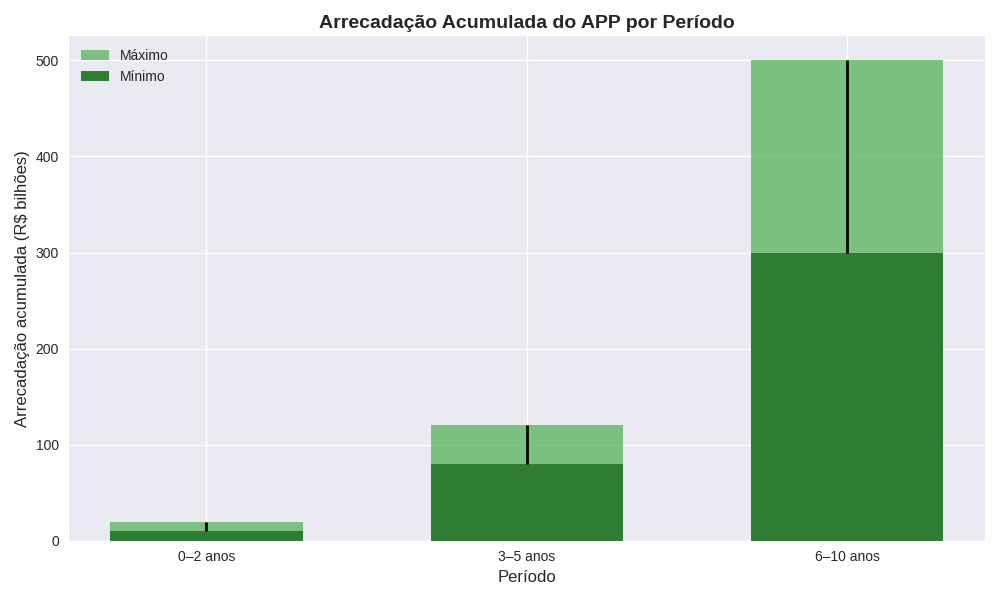 Arrecadação Acumulada do APP por Período
Máximo
Mínimo
Arrecadação acumulada (R$ bilhões)
500
400
300
200
100
0
0–2 anos
3–5 anos
6–10 anos
Período